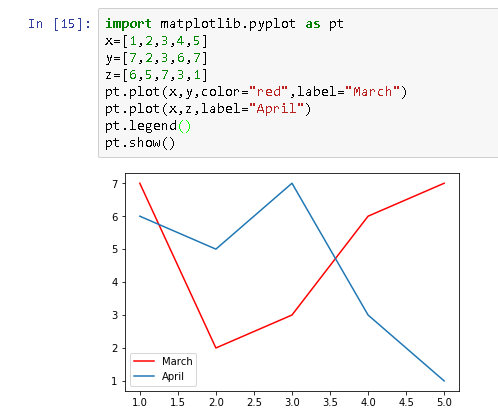 In [15]: import matplotlib.pyplot as pt
x=[1,2,3,4,5]
y=[7,2,3,6,7]
z=[6,5,7,3,1]
pt.plot(x,y,color="red",label="March")
pt.plot(x,z,label="April")
pt.legend()
pt.show()
7
6
5
4
3
2
1
March
April
1.0 1.5 2.0 2.5 3.0 3.5 4.0 4.5 5.0